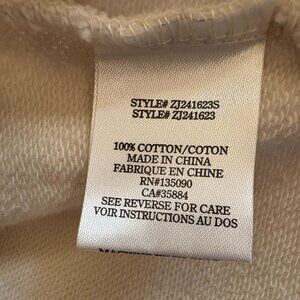 STYLE# ZJ241623S
STYLE# ZJ241623
100% COTTON/COTON
MADE IN CHINA
FABRIQUE EN CHINE
RN#135090
CA#35884
SEE REVERSE FOR CARE
VOIR INSTRUCTIONS AU DOS